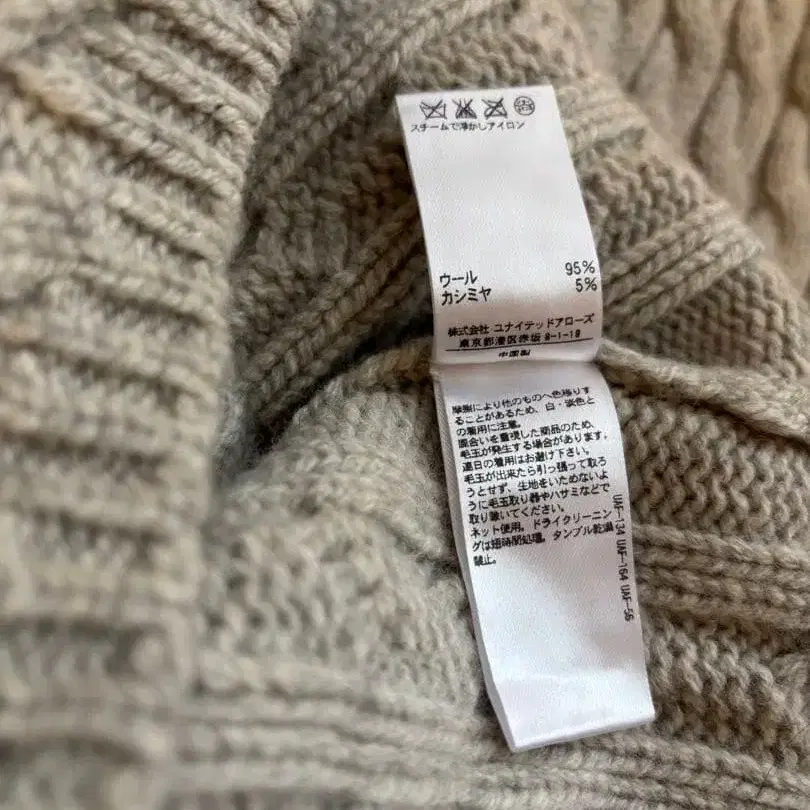 スチームで浮かしアイロン
ウール 95%
カシミヤ 5%
株式会社 ユナイテッドアローズ
東京都港区赤坂8-1-19
中国製
摩擦により他のものへ色移りす
ることがあるため、白・淡色と
の着用に注意。
風合いを重視した商品のため、
毛玉が発生する場合があります。
連日の着用はお避け下さい。
毛玉が出来たら引っ張って取ろ
うとせず、生地をいためないよ
うに毛玉取り器やハサミなどで
取り除いてください。
ネット使用。ドライクリーニン
グは短時間処理。タンブル乾燥
禁止。
UAF-134 UAF-164 UAF-56